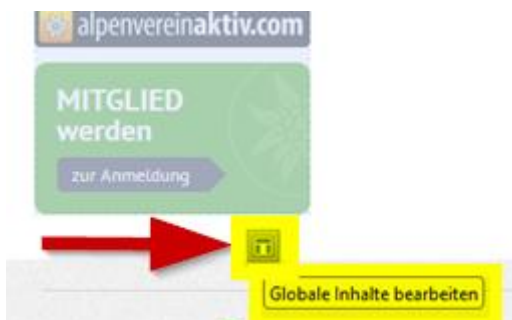 alpenvereinaktiv.com
MITGLIED
werden
zur Anmeldung
Globale Inhalte bearbeiten